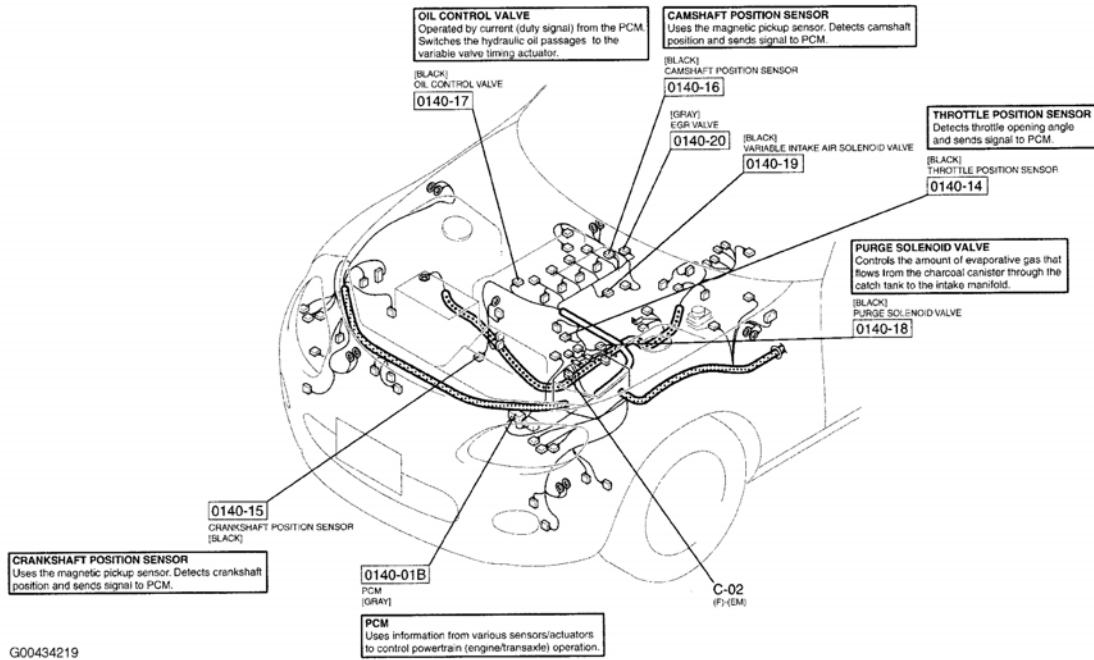 OIL CONTROL VALVE
Operated by current (duty signal) from the PCM.
Switches the hydraulic oil passages to the
variable valve timing actuator.
[BLACK]
OIL CONTROL VALVE
0140-17
CAMSHAFT POSITION SENSOR
Uses the magnetic pickup sensor. Detects camshaft
position and sends signal to PCM.
[BLACK]
CAMSHAFT POSITION SENSOR
0140-16
[GRAY]
EGR VALVE
0140-20
[BLACK]
VARIABLE INTAKE AIR SOLENOID VALVE
0140-19
THROTTLE POSITION SENSOR
Detects throttle opening angle
and sends signal to PCM.
[BLACK]
THROTTLE POSITION SENSOR
0140-14
PURGE SOLENOID VALVE
Controls the amount of evaporative gas that
flows from the charcoal canister through the
catch tank to the intake manifold.
[BLACK]
PURGE SOLENOID VALVE
0140-18
0140-15
CRANKSHAFT POSITION SENSOR
[BLACK]
CRANKSHAFT POSITION SENSOR
Uses the magnetic pickup sensor. Detects crankshaft
position and sends signal to PCM.
0140-01B
PCM
[GRAY]
PCM
Uses information from various sensors/actuators
to control powertrain (engine/transaxle) operation.
C-02
(F)-(EM)
G00434219